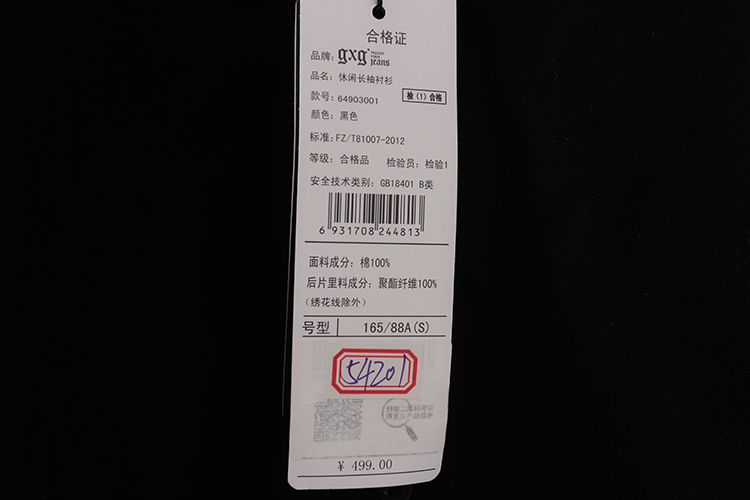 合格证
品牌: gxg jeans
品名: 休闲长袖衬衫
款号: 64903001 检(1)合格
颜色: 黑色
标准: FZ/T81007-2012
等级: 合格品 检验员: 检验1
安全技术类别: GB18401 B类
6 931708 244813
面料成分: 棉100%
后片里料成分: 聚酯纤维100%
(绣花线除外)
号型 165/88A(S)
54201
¥ 499.00